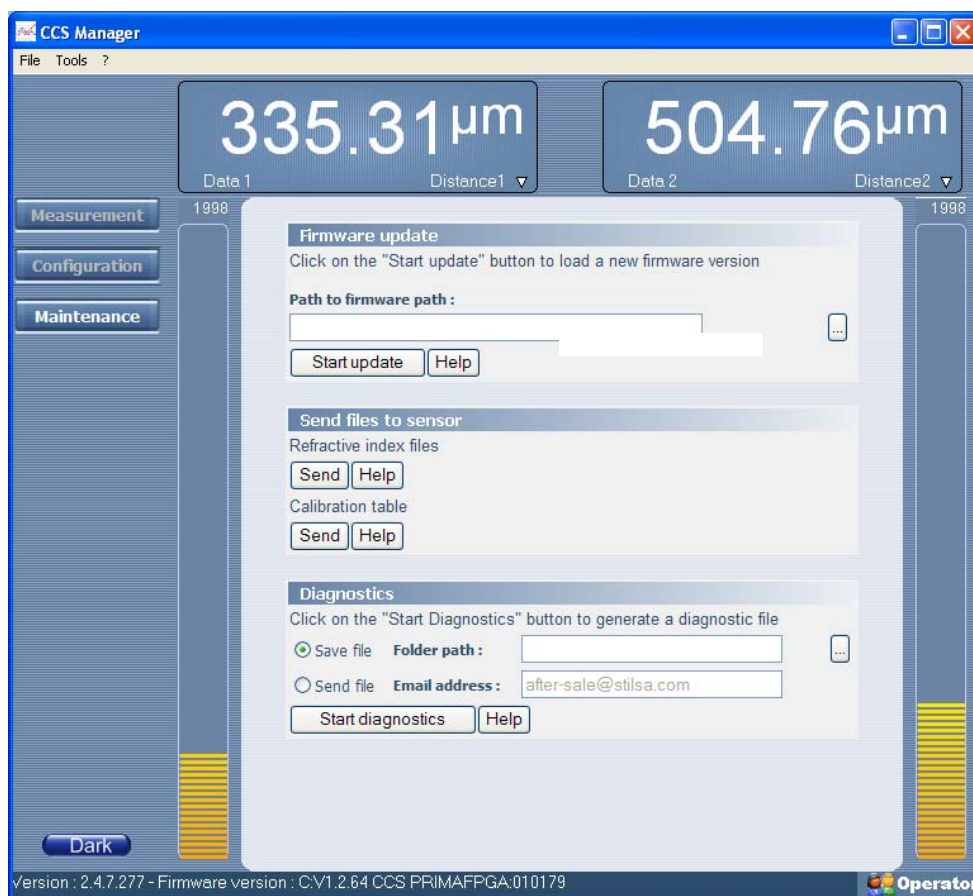 CCS Manager
File Tools ?
335.31µm
Data 1 Distance1
504.76µm
Data 2 Distance2
1998
1998
Measurement
Configuration
Maintenance
Firmware update
Click on the "Start update" button to load a new firmware version
Path to firmware path :
...
Start update Help
Send files to sensor
Refractive index files
Send Help
Calibration table
Send Help
Diagnostics
Click on the "Start Diagnostics" button to generate a diagnostic file
Save file Folder path : ...
Send file Email address : after-sale@stilsa.com
Start diagnostics Help
Dark
Version : 2.4.7.277 - Firmware version : C:V1.2.64 CCS PRIMAFPGA:010179 Operato